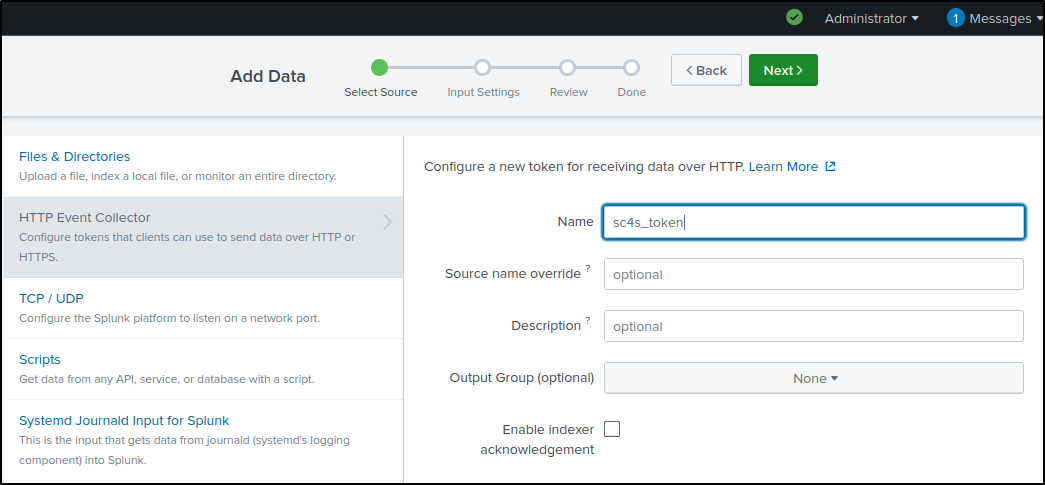 Administrator
1 Messages
Add Data
Select Source
Input Settings
Review
Done
Back
Next
Files & Directories
Upload a file, index a local file, or monitor an entire directory.
HTTP Event Collector
Configure tokens that clients can use to send data over HTTP or
HTTPS.
TCP / UDP
Configure the Splunk platform to listen on a network port.
Scripts
Get data from any API, service, or database with a script.
Systemd Journald Input for Splunk
This is the input that gets data from journald (systemd's logging
component) into Splunk.
Configure a new token for receiving data over HTTP. Learn More
Name
sc4s_token
Source name override ?
optional
Description ?
optional
Output Group (optional)
None
Enable indexer
acknowledgement